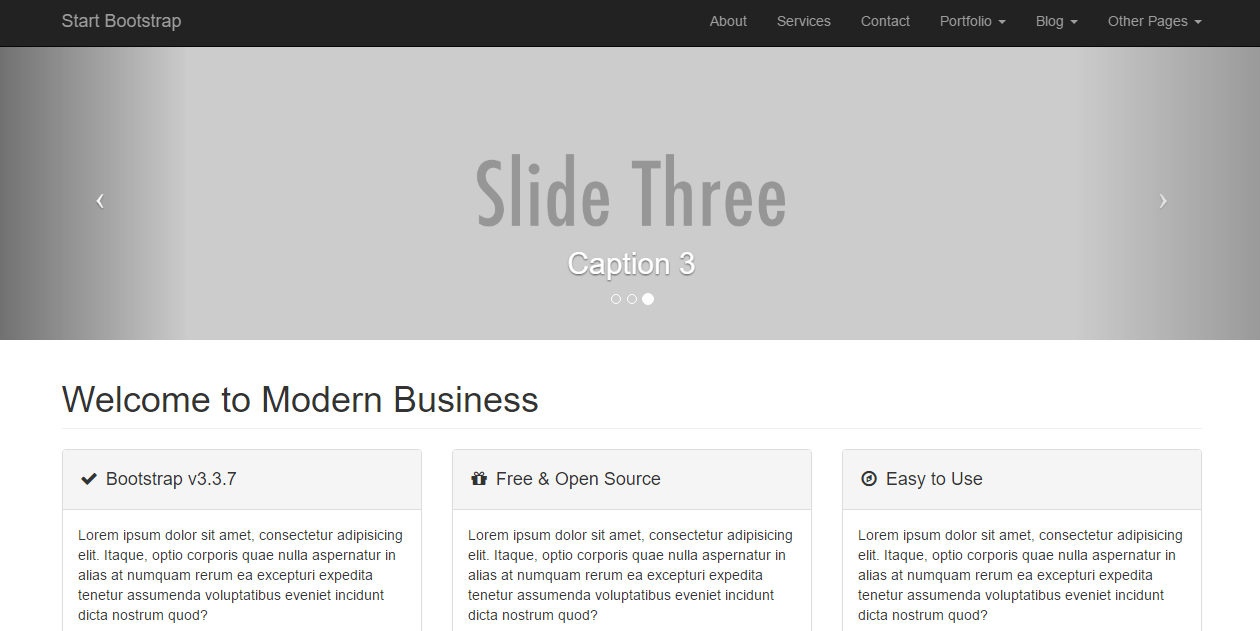 Start Bootstrap
About Services Contact Portfolio Blog Other Pages
Slide Three
Caption 3
Welcome to Modern Business
Bootstrap v3.3.7
Lorem ipsum dolor sit amet, consectetur adipisicing
elit. Itaque, optio corporis quae nulla aspernatur in
alias at numquam rerum ea excepturi expedita
tenetur assumenda voluptatibus eveniet incidunt
dicta nostrum quod?
Free & Open Source
Lorem ipsum dolor sit amet, consectetur adipisicing
elit. Itaque, optio corporis quae nulla aspernatur in
alias at numquam rerum ea excepturi expedita
tenetur assumenda voluptatibus eveniet incidunt
dicta nostrum quod?
Easy to Use
Lorem ipsum dolor sit amet, consectetur adipisicing
elit. Itaque, optio corporis quae nulla aspernatur in
alias at numquam rerum ea excepturi expedita
tenetur assumenda voluptatibus eveniet incidunt
dicta nostrum quod?